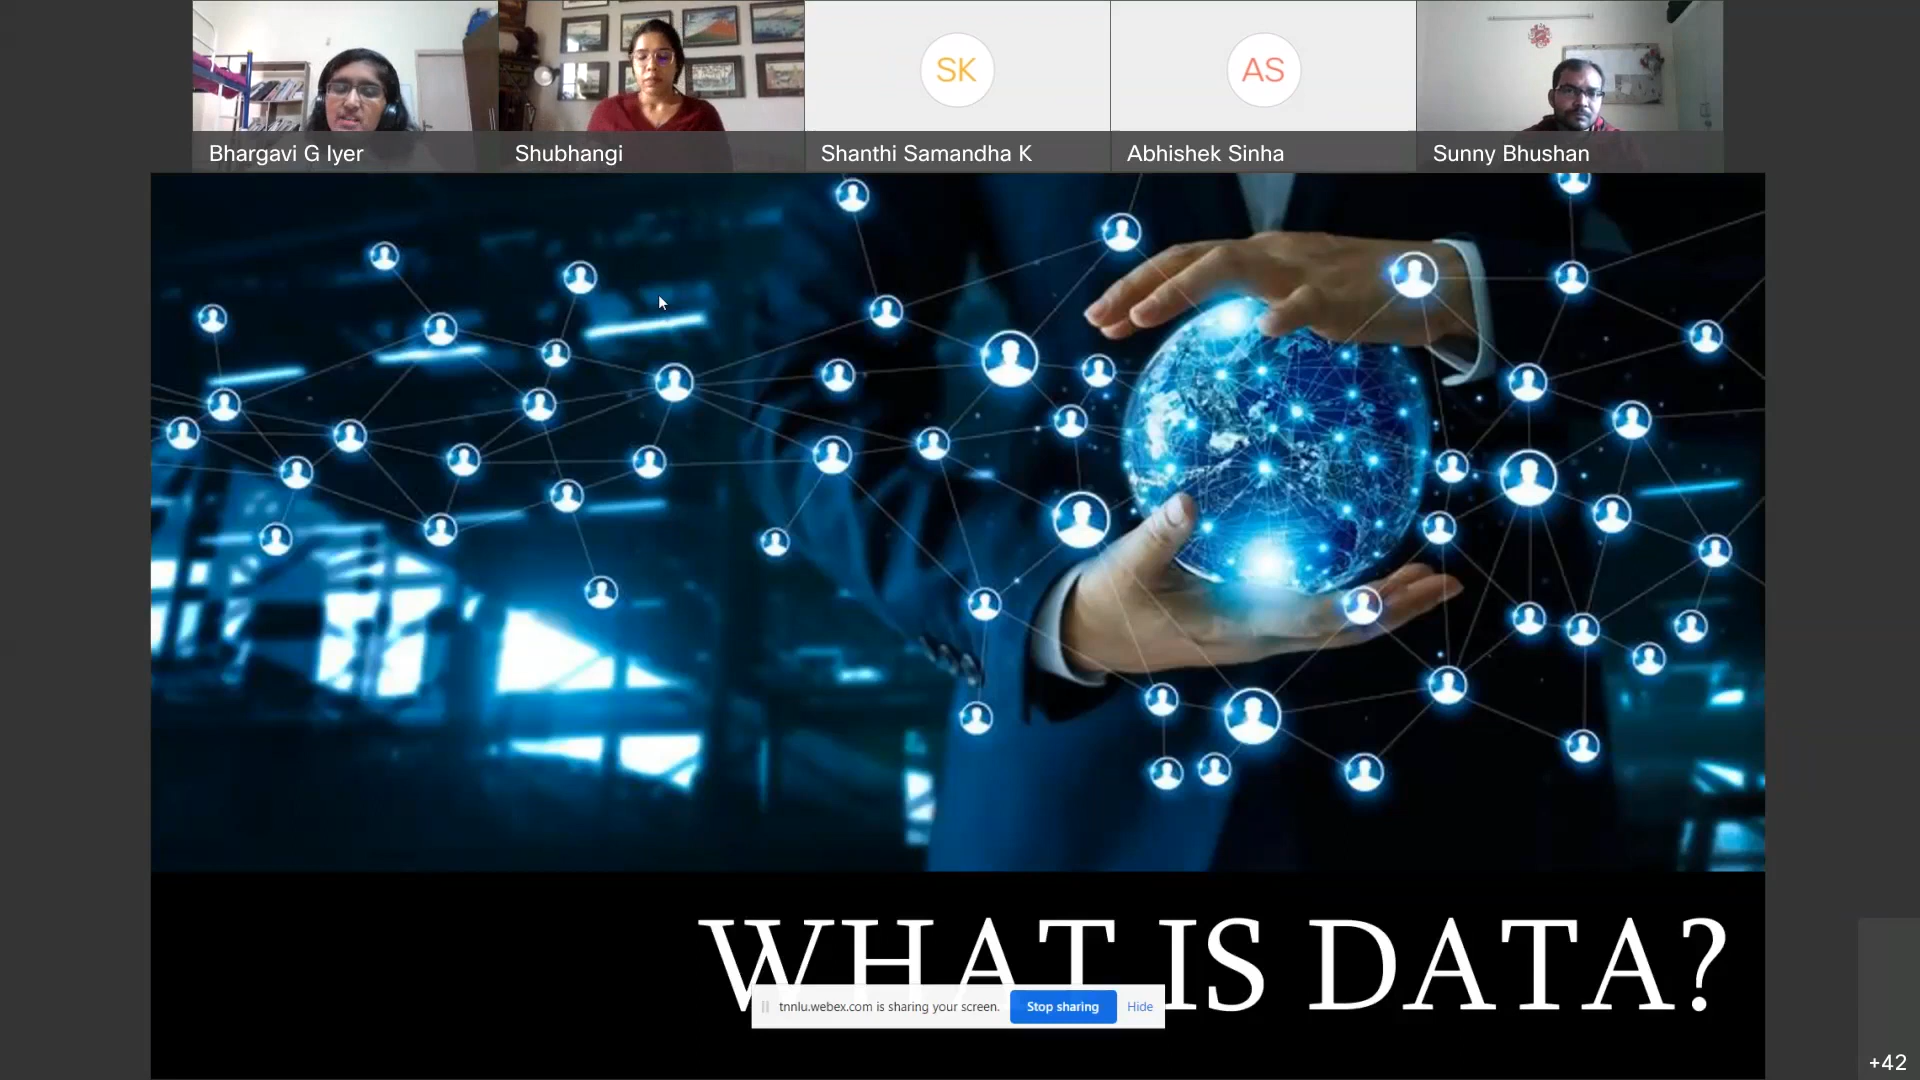 SK
AS
Bhargavi G Iyer
Shubhangi
Shanthi Samandha K
Abhishek Sinha
Sunny Bhushan
WHAT IS DATA?
tnnlu.webex.com is sharing your screen.
Stop sharing
Hide
+42